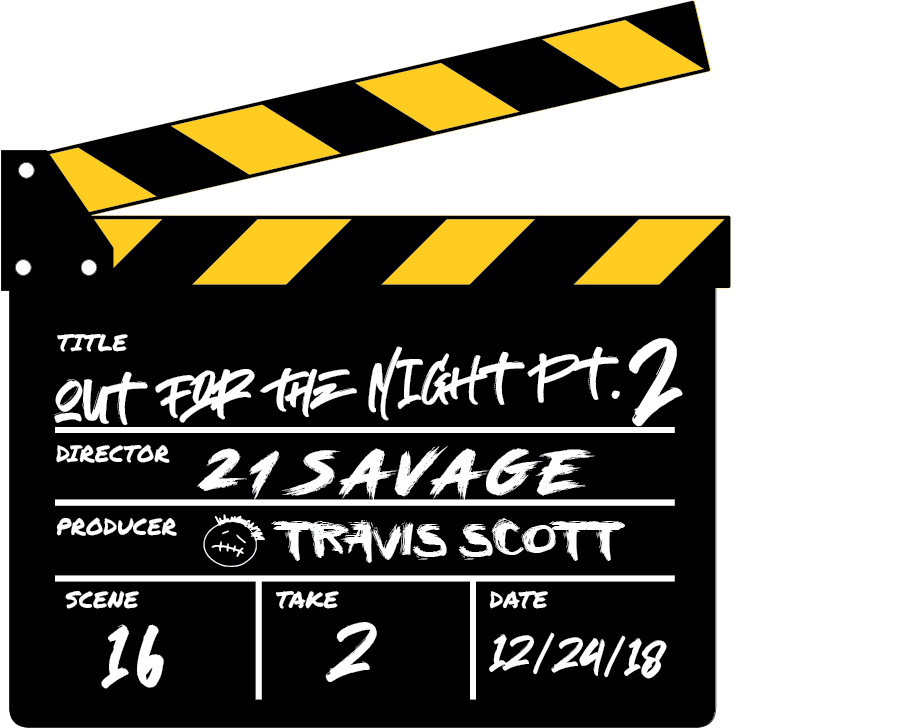 TITLE
OUT FOR THE NIGHT PT. 2
DIRECTOR 21 SAVAGE
PRODUCER TRAVIS SCOTT
SCENE TAKE DATE
16 2 12/24/18